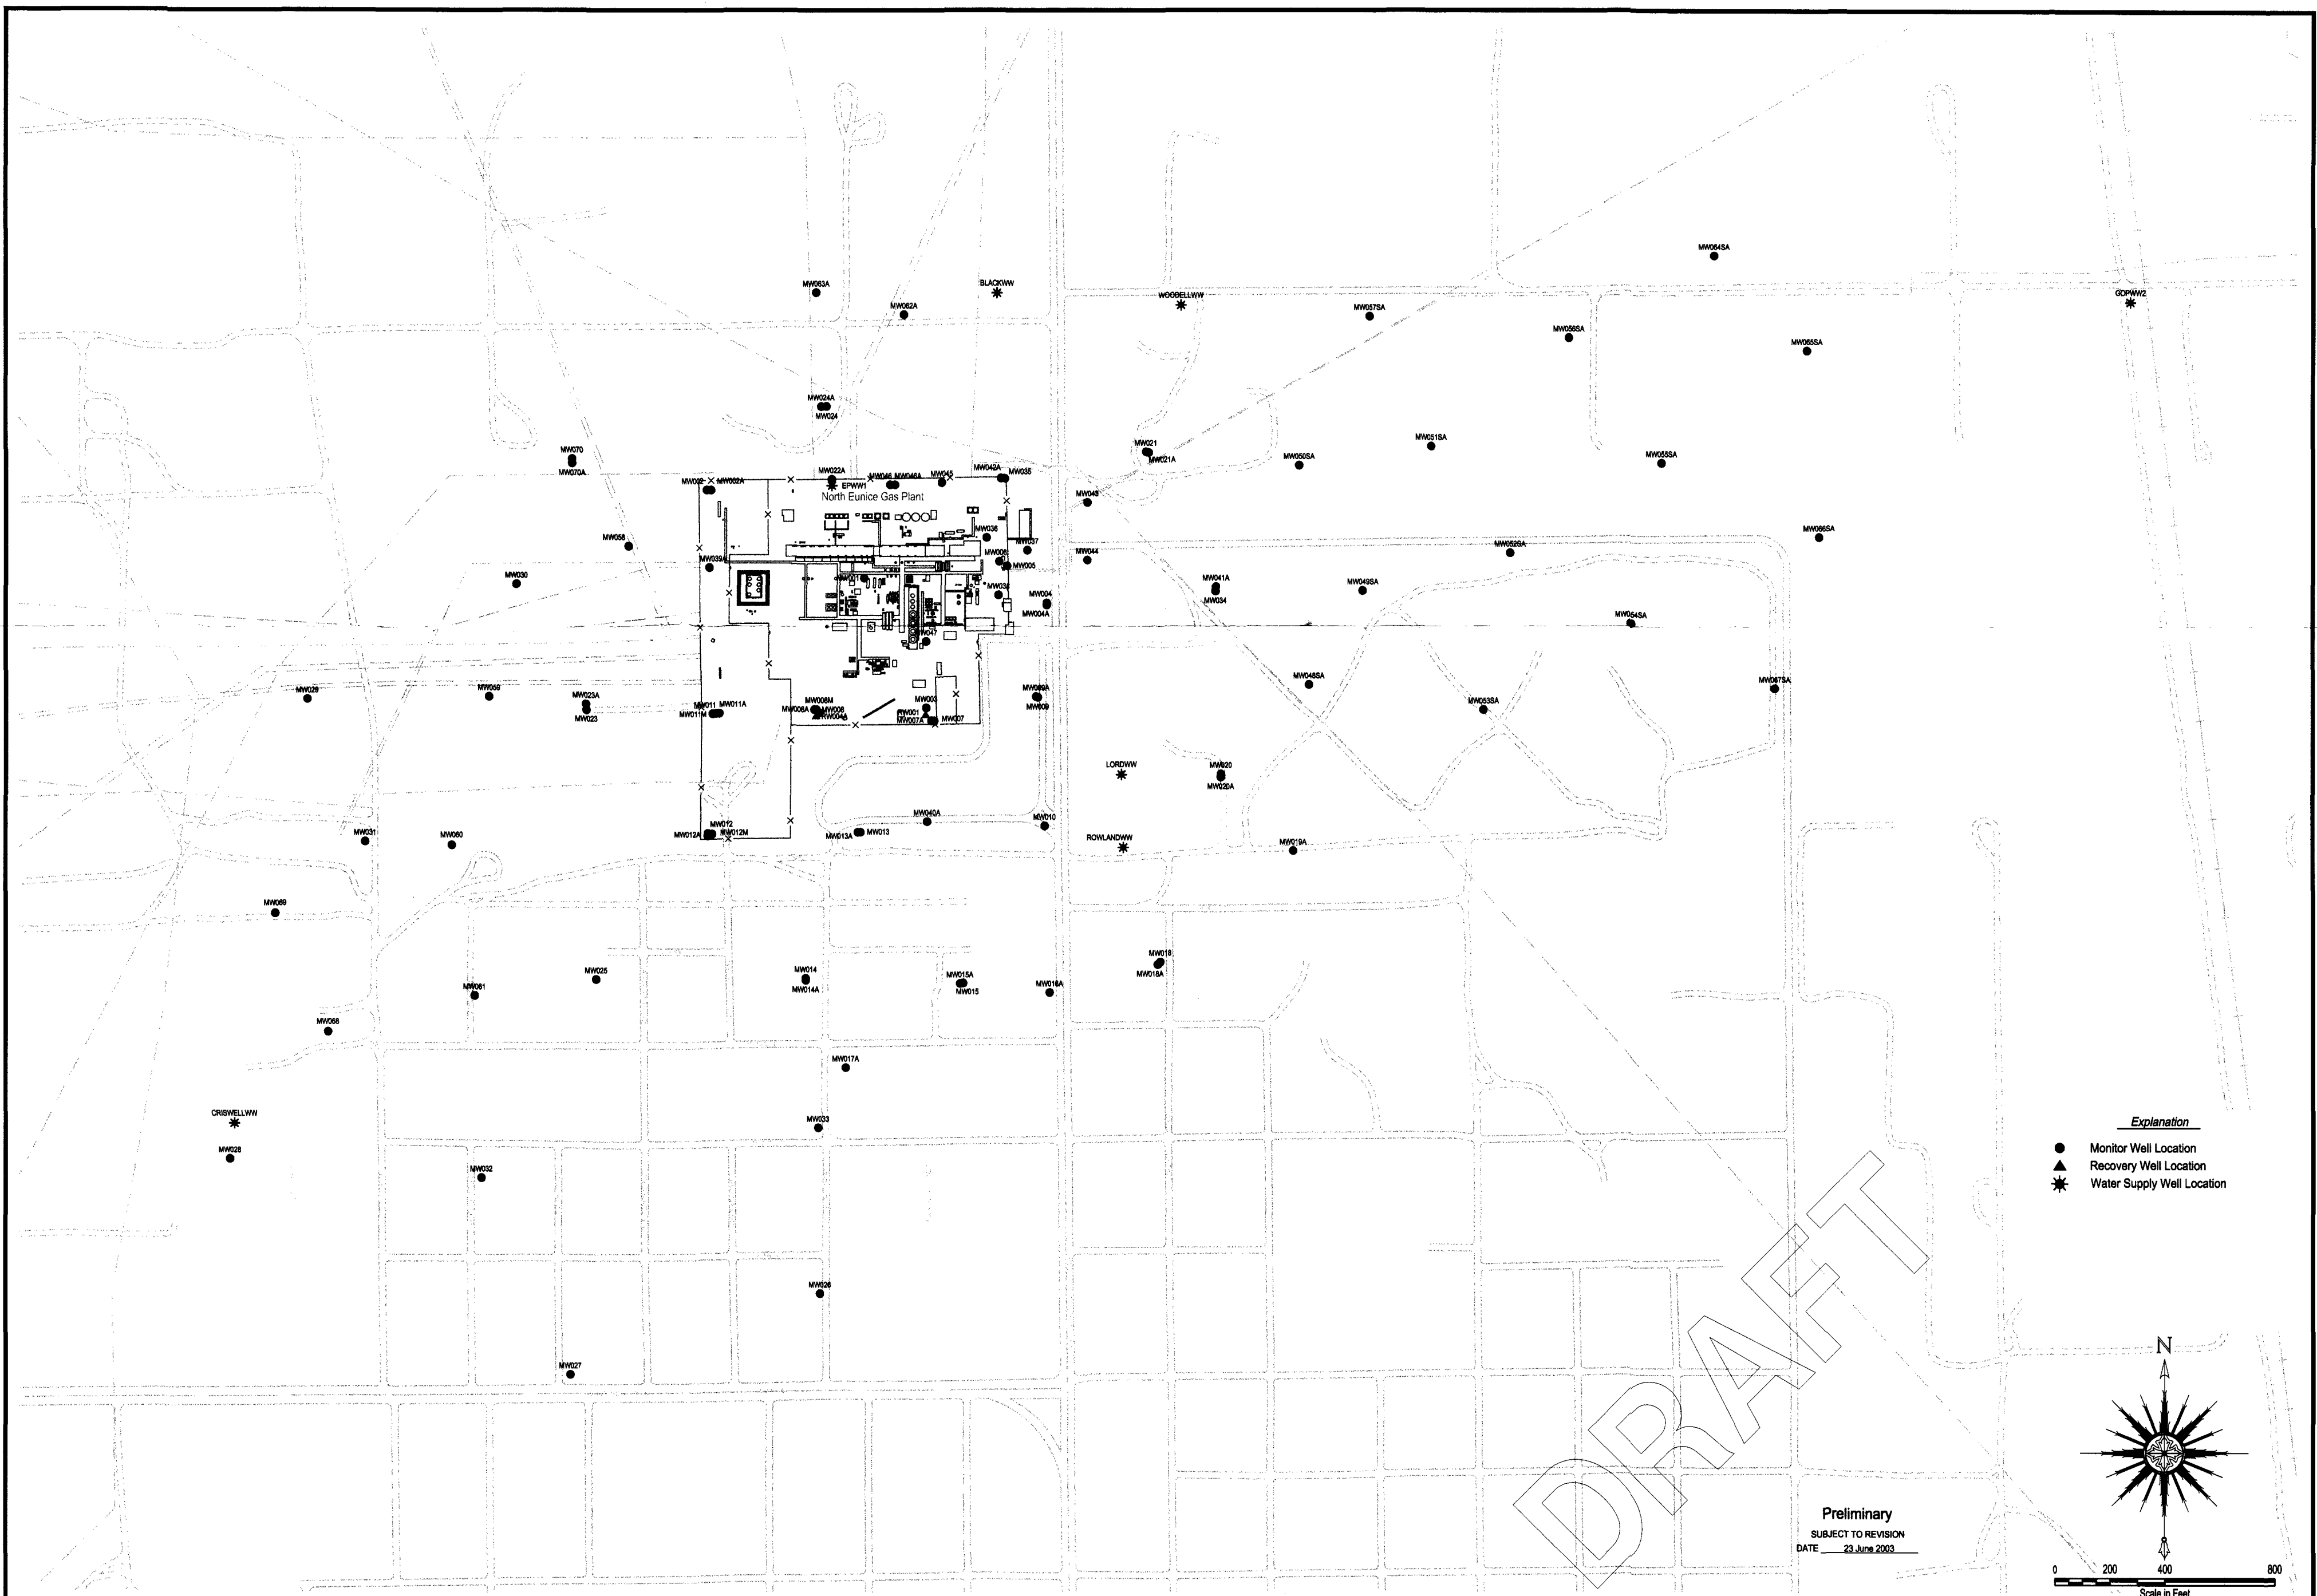 MW064SA
MW063A
BLACKWW
WOODELLWW
GOPWW2
MW062A
MW057SA
MW056SA
MW065SA
MW024A
MW024
MW070
MW070A
MW021
MW021A
MW051SA
MW050SA
MW055SA
MW022A
MW046
MW046A
MW045
MW042A
MW035
MW002
MW002A
EPWW1
North Eunice Gas Plant
MW043
MW036
MW066SA
MW058
MW037
MW006
MW044
MW052SA
MW039A
MW005
MW030
MW001
MW041A
MW034
MW049SA
MW004
MW004A
MW054SA
MW047
MW029
MW059
MW023A
MW023
MW048SA
MW067SA
MW009
MW053SA
MW011
MW011A
MW011M
MW008M
MW008
RW004A
MW003
RW001
MW007A
MW007
LORDWW
MW020
MW020A
MW040A
MW010
MW012
MW012A
MW012M
MW013A
MW013
MW031
MW060
ROWLANDWW
MW019A
MW069
MW018
MW018A
MW025
MW014
MW014A
MW015A
MW015
MW016A
MW061
MW068
MW017A
CRISWELLWW
MW033
MW028
MW032
Explanation
Monitor Well Location
Recovery Well Location
Water Supply Well Location
MW026
MW027
DRAFT
N
Preliminary
SUBJECT TO REVISION
DATE 23 June 2003
0 200 400 800
Scale in Feet